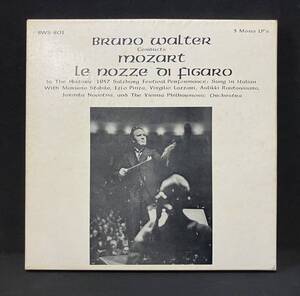 BWS-801
3 Mono LP's
Bruno Walter
Conducts
MOZART
Le Nozze di Figaro
In The Historic 1937 Salzburg Festival Performance: Sung in Italian
With Mariano Stabile, Ezio Pinza, Virgilio Lazzari, Aulikki Rautawaara,
Jarmila Novotna, and The Vienna Philharmonic Orchestra